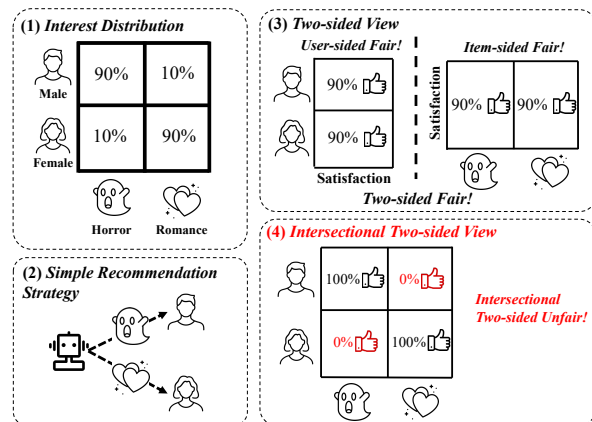 (1) Interest Distribution
90% 10%
Male
10% 90%
Female
Horror Romance
(2) Simple Recommendation
Strategy
(3) Two-sided View
User-sided Fair!
Item-sided Fair!
90%
90%
Satisfaction
Satisfaction
90% 90%
Two-sided Fair!
(4) Intersectional Two-sided View
100% 0%
0% 100%
Intersectional
Two-sided Unfair!